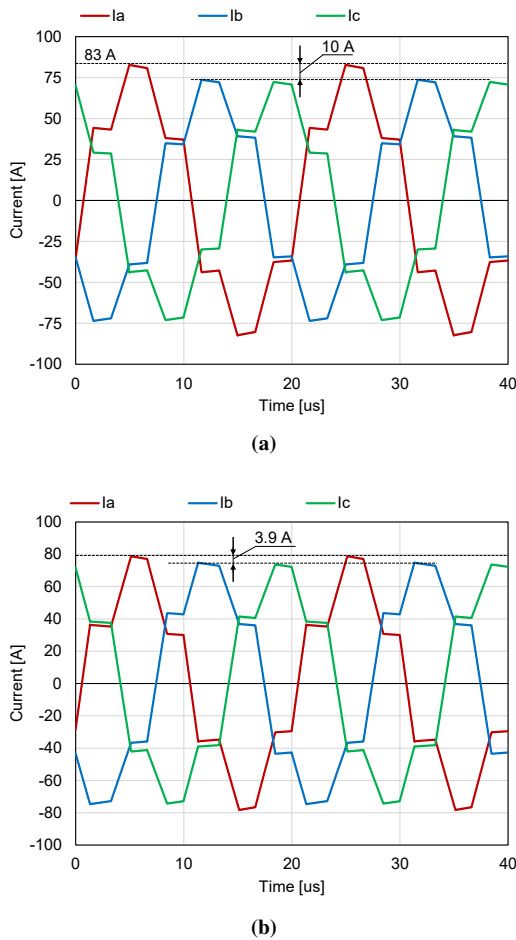 Ia Ib Ic
100
83 A
10 A
75
50
25
0
-25
-50
-75
-100
Current [A]
0 10 20 30 40
Time [us]
(a)
Ia Ib Ic
100
3.9 A
80
60
40
20
0
-20
-40
-60
-80
-100
Current [A]
0 10 20 30 40
Time [us]
(b)